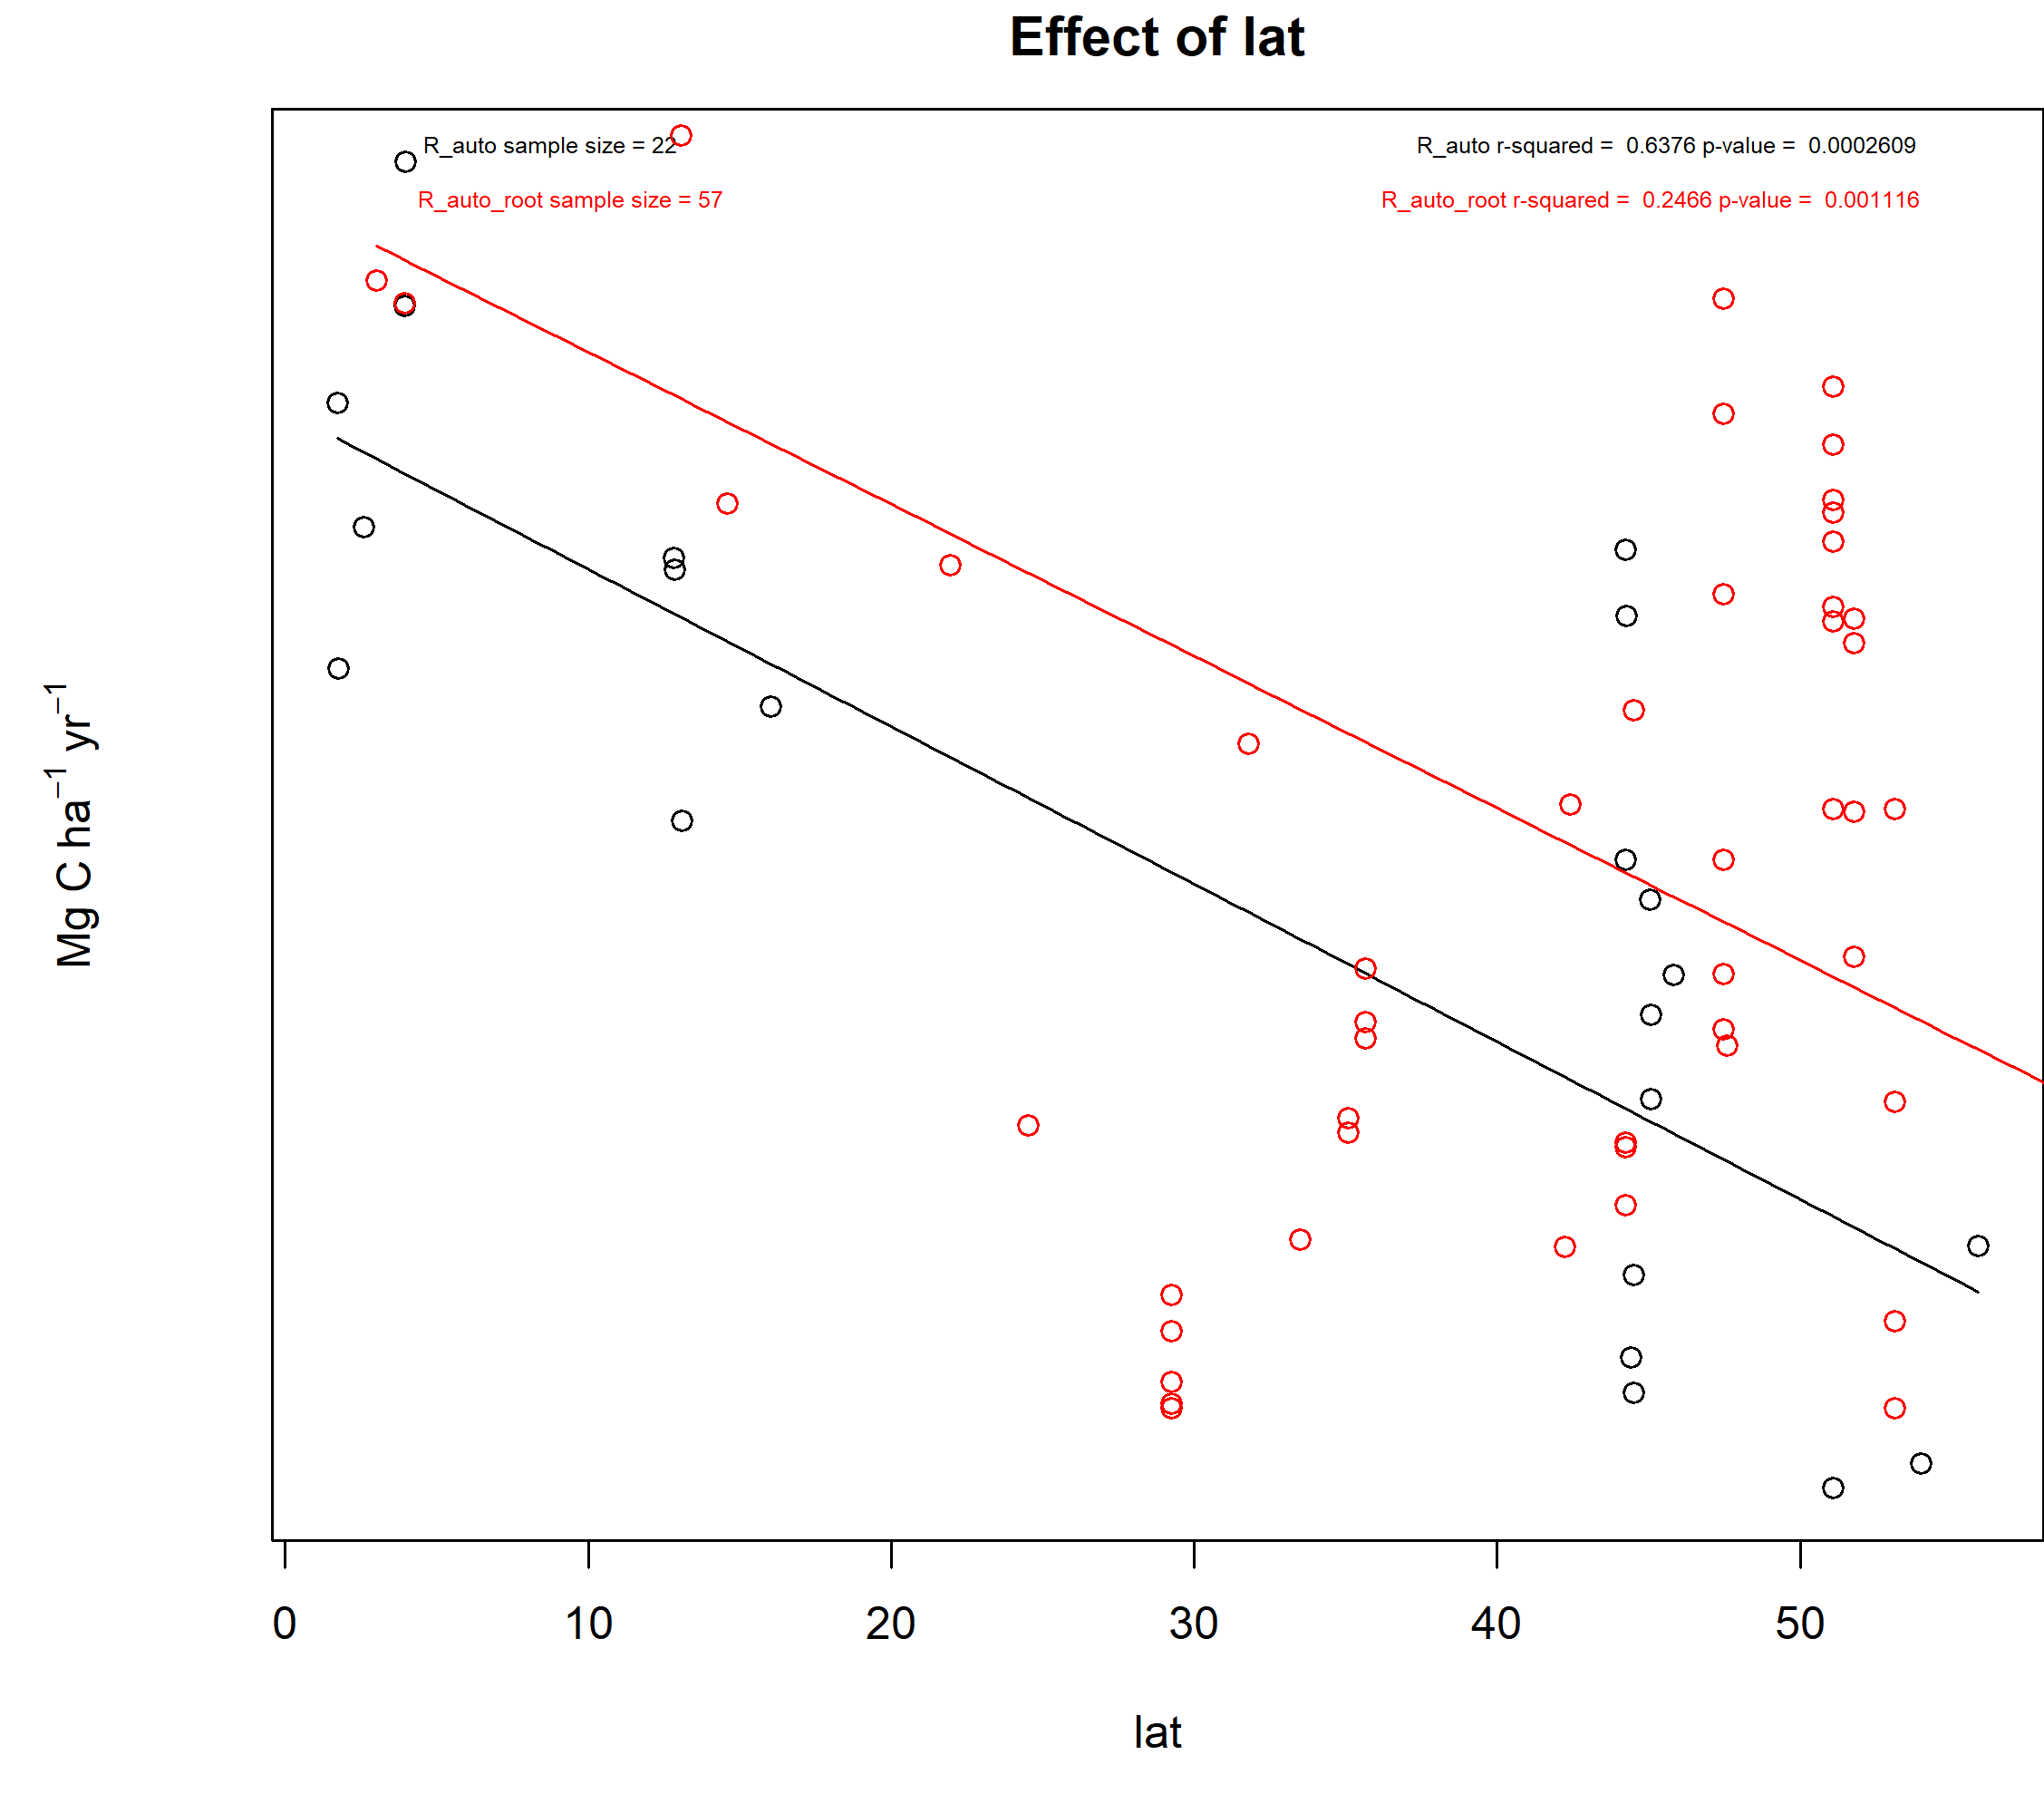 Effect of lat
R_auto sample size = 22
R_auto r-squared =  0.6376 p-value =  0.0002609
R_auto_root sample size = 57
R_auto_root r-squared =  0.2466 p-value =  0.001116
Mg C ha⁻¹ yr⁻¹
0 10 20 30 40 50
lat